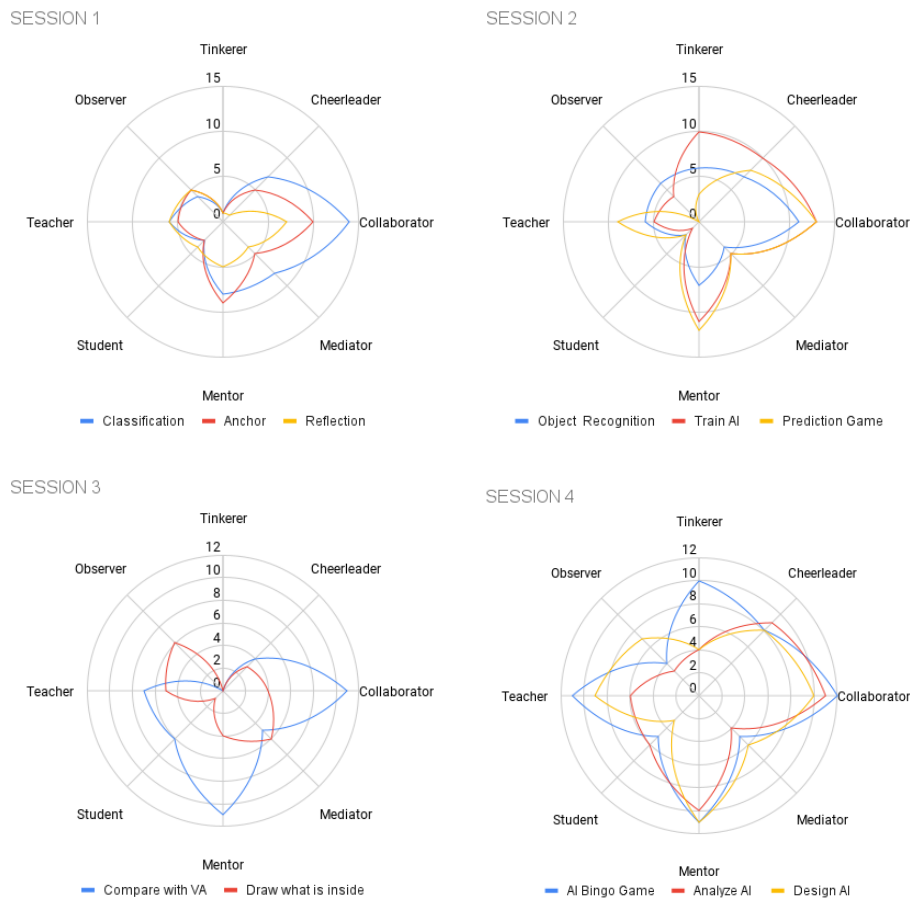 SESSION 1
Tinkerer
15
Observer
Cheerleader
10
5
0
Teacher
Collaborator
Student
Mediator
Mentor
Classification Anchor Reflection
SESSION 2
Tinkerer
15
Observer
Cheerleader
10
5
0
Teacher
Collaborator
Student
Mediator
Mentor
Object Recognition Train AI Prediction Game
SESSION 3
Tinkerer
12
Observer
Cheerleader
10
8
6
4
2
0
Teacher
Collaborator
Student
Mediator
Mentor
Compare with VA Draw what is inside
SESSION 4
Tinkerer
12
Observer
Cheerleader
10
8
6
4
2
0
Teacher
Collaborator
Student
Mediator
Mentor
AI Bingo Game Analyze AI Design AI